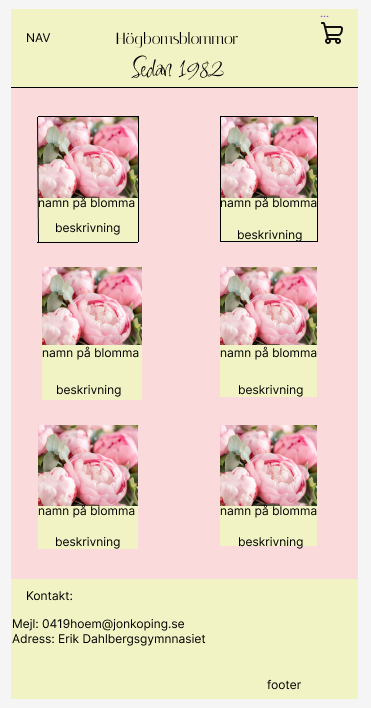 ...
NAV
Högbomsblommor
Sedan 1982
namn på blomma
beskrivning
namn på blomma
beskrivning
namn på blomma
beskrivning
namn på blomma
beskrivning
namn på blomma
beskrivning
namn på blomma
beskrivning
Kontakt:
Mejl: 0419hoem@jonkoping.se
Adress: Erik Dahlbergsgymnnasiet
footer